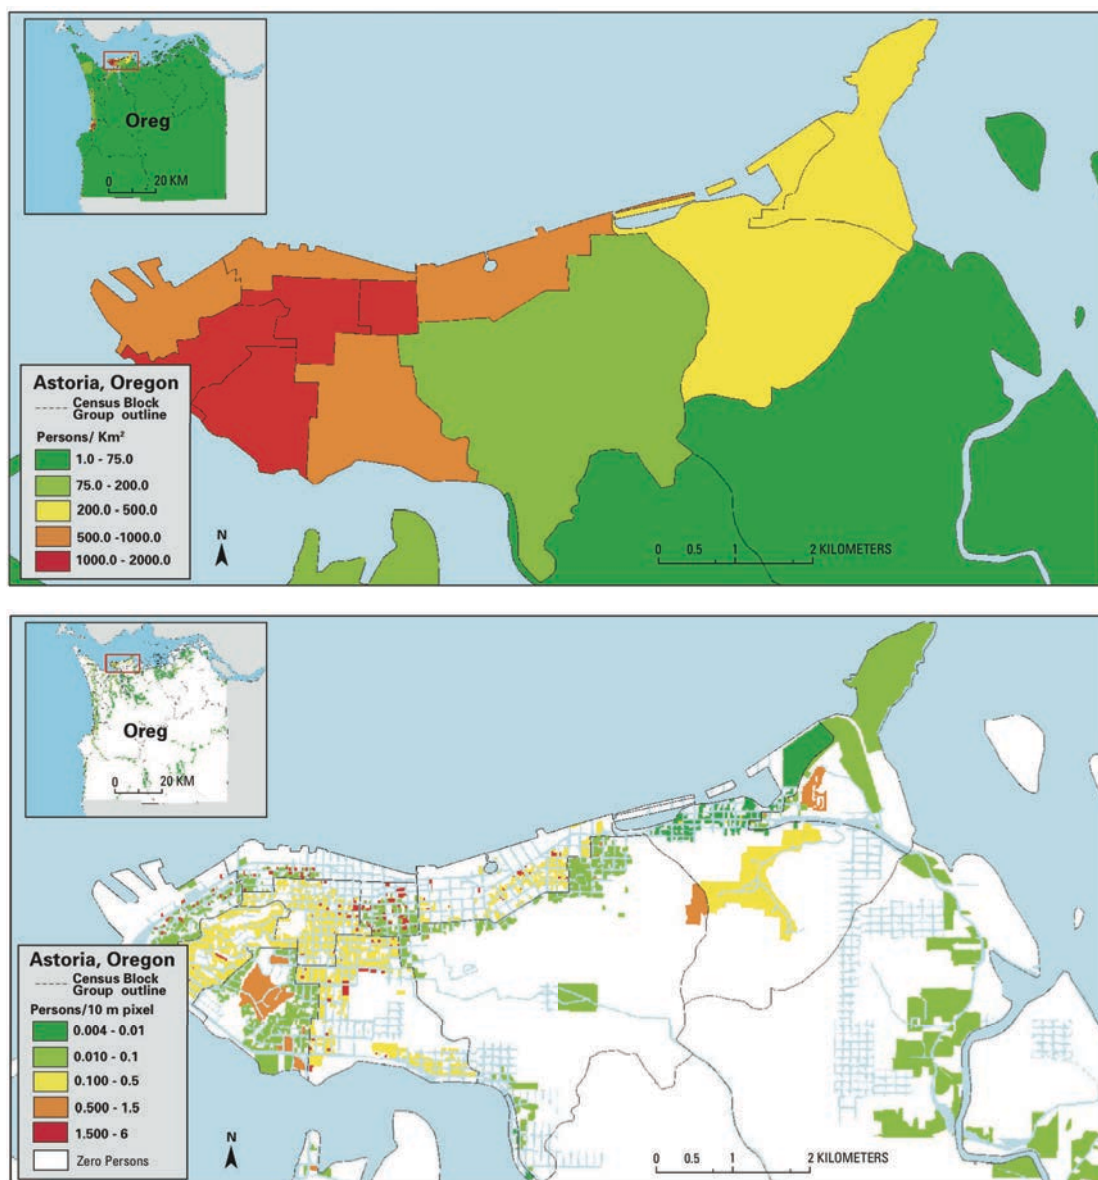 Oreg
0 20 KM
Astoria, Oregon
Census Block
Group outline
Persons/ Km²
1.0 - 75.0
75.0 - 200.0
200.0 - 500.0
500.0 -1000.0
1000.0 - 2000.0
N
0 0.5 1 2 KILOMETERS
Oreg
0 20 KM
Astoria, Oregon
Census Block
Group outline
Persons/10 m pixel
0.004 - 0.01
0.010 - 0.1
0.100 - 0.5
0.500 - 1.5
1.500 - 6
Zero Persons
N
0 0.5 1 2 KILOMETERS